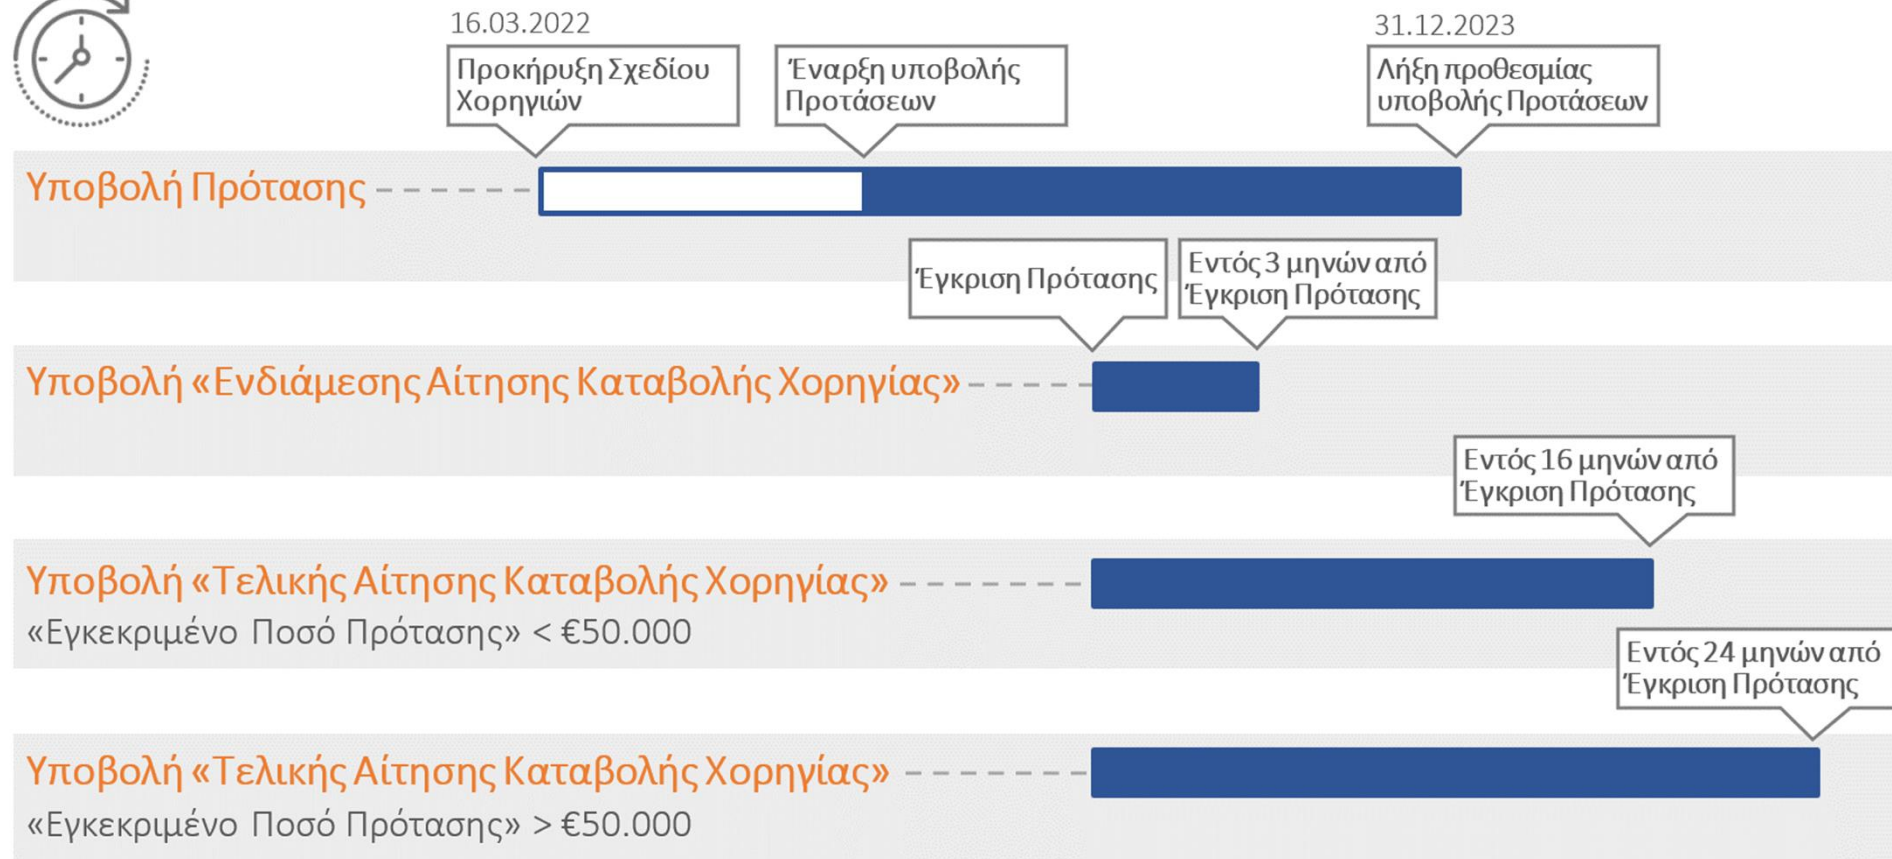 16.03.2022
31.12.2023
Προκήρυξη Σχεδίου
Χορηγιών
Έναρξη υποβολής
Προτάσεων
Λήξη προθεσμίας
υποβολής Προτάσεων
Υποβολή Πρότασης
Έγκριση Πρότασης
Εντός 3 μηνών από
Έγκριση Πρότασης
Υποβολή «Ενδιάμεσης Αίτησης Καταβολής Χορηγίας»
Εντός 16 μηνών από
Έγκριση Πρότασης
Υποβολή «Τελικής Αίτησης Καταβολής Χορηγίας»
«Εγκεκριμένο Ποσό Πρότασης» < €50.000
Εντός 24 μηνών από
Έγκριση Πρότασης
Υποβολή «Τελικής Αίτησης Καταβολής Χορηγίας»
«Εγκεκριμένο Ποσό Πρότασης» > €50.000